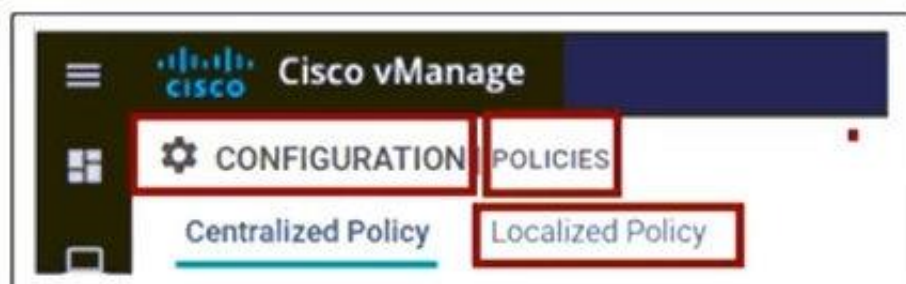 CISCO Cisco vManage
CONFIGURATION | POLICIES
Centralized Policy Localized Policy